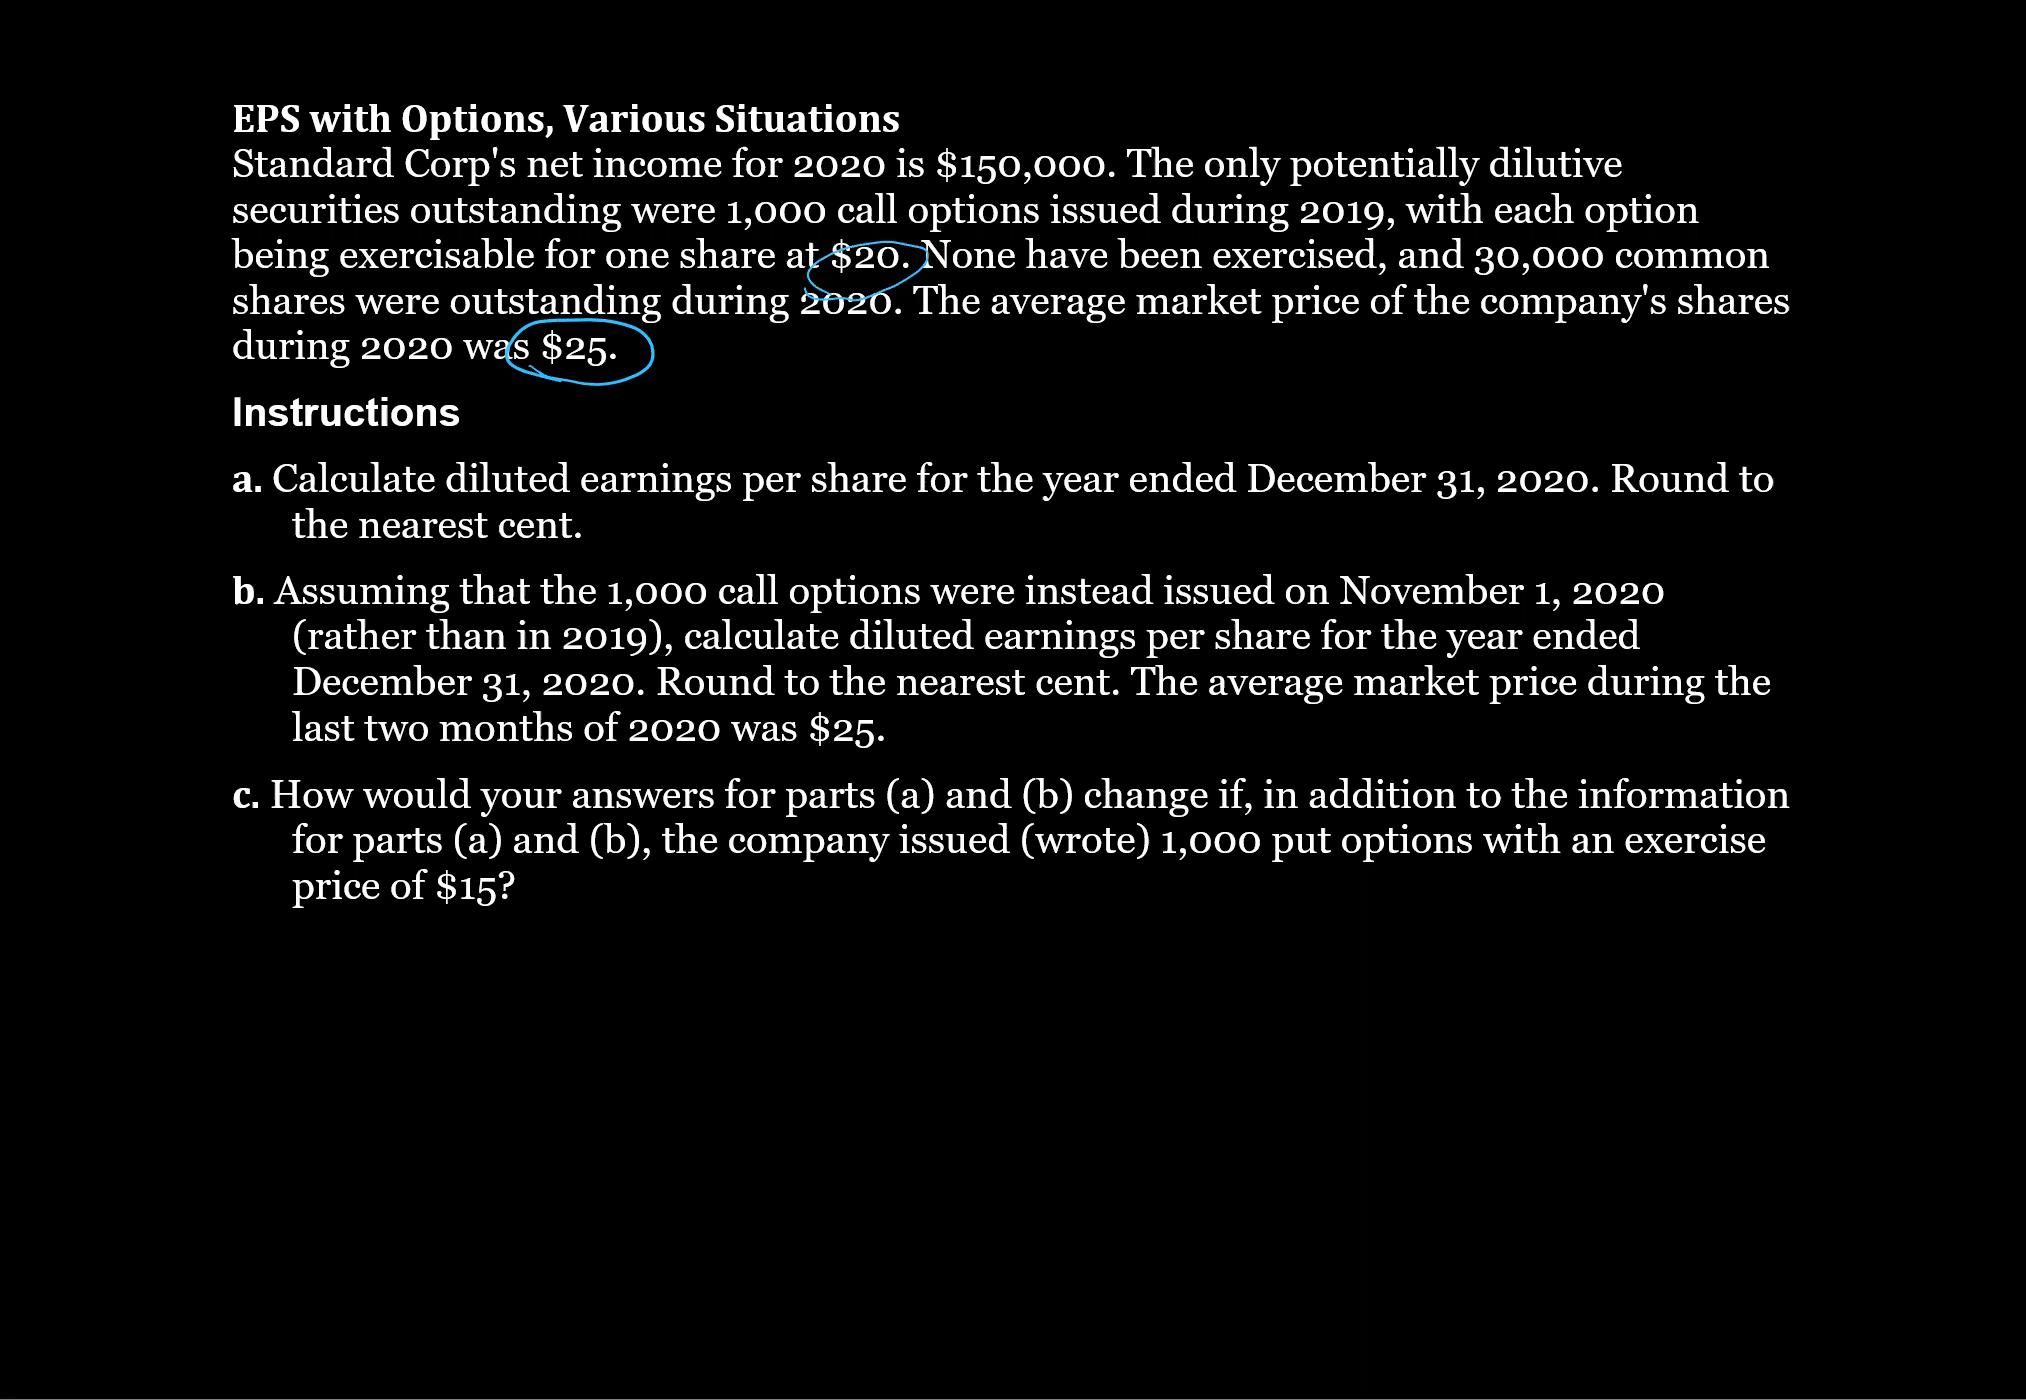 EPS with Options, Various Situations
Standard Corp's net income for 2020 is $150,000. The only potentially dilutive
securities outstanding were 1,000 call options issued during 2019, with each option
being exercisable for one share at $20. None have been exercised, and 30,000 common
shares were outstanding during 2020. The average market price of the company's shares
during 2020 was $25.
Instructions
a. Calculate diluted earnings per share for the year ended December 31, 2020. Round to
the nearest cent.
b. Assuming that the 1,000 call options were instead issued on November 1, 2020
(rather than in 2019), calculate diluted earnings per share for the year ended
December 31, 2020. Round to the nearest cent. The average market price during the
last two months of 2020 was $25.
c. How would your answers for parts (a) and (b) change if, in addition to the information
for parts (a) and (b), the company issued (wrote) 1,000 put options with an exercise
price of $15?